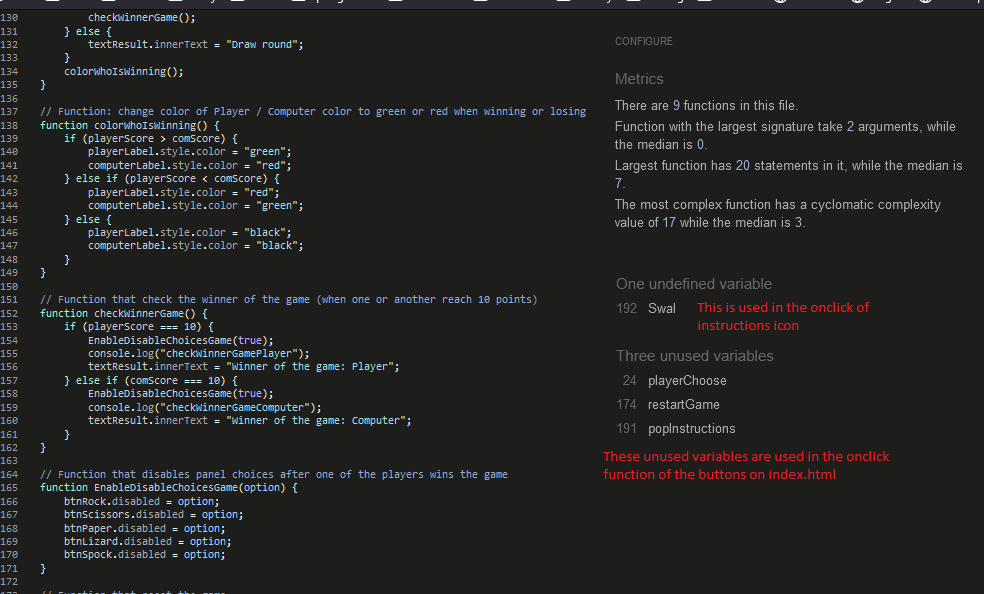 130 checkWinnerGame();
131 } else {
132 textResult.innerText = "Draw round";
133 }
134 colorWhoIsWinning();
135 }
136
137 // Function: change color of Player / Computer color to green or red when winning or losing
138 function colorWhoIsWinning() {
139 if (playerScore > comScore) {
140 playerLabel.style.color = "green";
141 computerLabel.style.color = "red";
142 } else if (playerScore < comScore) {
143 playerLabel.style.color = "red";
144 computerLabel.style.color = "green";
145 } else {
146 playerLabel.style.color = "black";
147 computerLabel.style.color = "black";
148 }
149 }
150
151 // Function that check the winner of the game (when one or another reach 10 points)
152 function checkWinnerGame() {
153 if (playerScore === 10) {
154 EnableDisableChoicesGame(true);
155 console.log("checkWinnerGamePlayer");
156 textResult.innerText = "Winner of the game: Player";
157 } else if (comScore === 10) {
158 EnableDisableChoicesGame(true);
159 console.log("checkWinnerGameComputer");
160 textResult.innerText = "Winner of the game: Computer";
161 }
162 }
163
164 // Function that disables panel choices after one of the players wins the game
165 function EnableDisableChoicesGame(option) {
166 btnRock.disabled = option;
167 btnScissors.disabled = option;
168 btnPaper.disabled = option;
169 btnLizard.disabled = option;
170 btnSpock.disabled = option;
171 }
172
CONFIGURE
Metrics
There are 9 functions in this file.
Function with the largest signature take 2 arguments, while
the median is 0.
Largest function has 20 statements in it, while the median is
7.
The most complex function has a cyclomatic complexity
value of 17 while the median is 3.
One undefined variable
192 Swal This is used in the onclick of
instructions icon
Three unused variables
24 playerChoose
174 restartGame
191 popInstructions
These unused variables are used in the onclick
function of the buttons on index.html